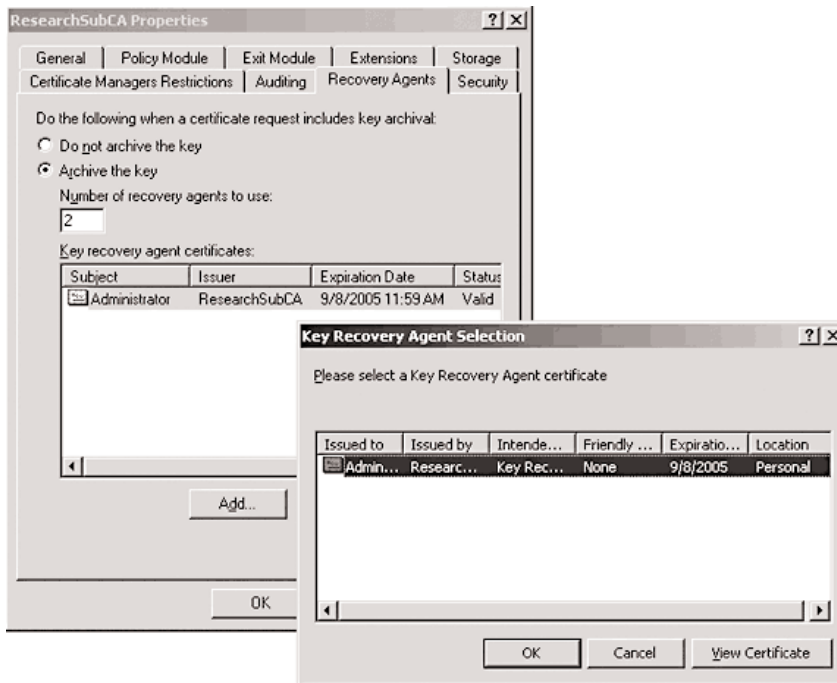 ResearchSubCA Properties
General Policy Module Exit Module Extensions Storage
Certificate Managers Restrictions Auditing Recovery Agents Security
Do the following when a certificate request includes key archival:
Do not archive the key
Archive the key
Number of recovery agents to use:
2
Key recovery agent certificates:
Subject Issuer Expiration Date Status
Administrator ResearchSubCA 9/8/2005 11:59 AM Valid
Add...
OK
Key Recovery Agent Selection
Please select a Key Recovery Agent certificate
Issued to Issued by Intende... Friendly ... Expiratio... Location
Admin... Researc... Key Rec... None 9/8/2005 Personal
OK Cancel View Certificate